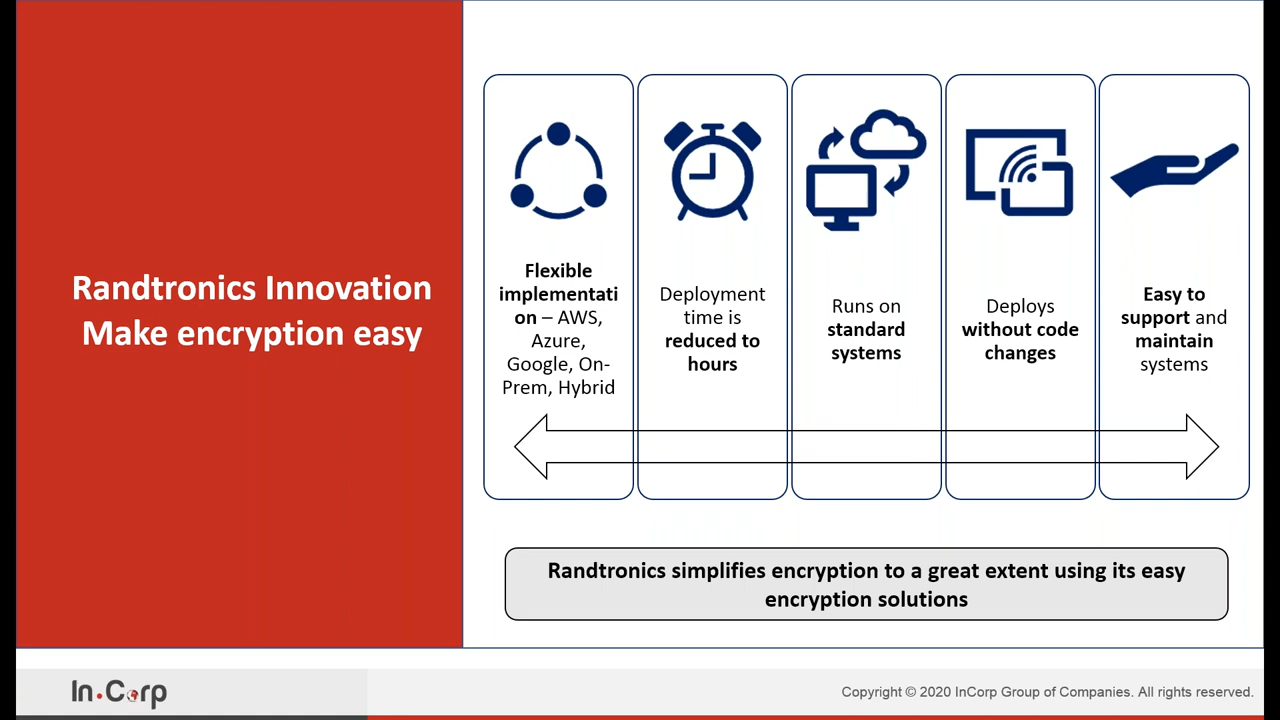 Randtronics Innovation
Make encryption easy
Flexible
implementati
on – AWS,
Azure,
Google, On-
Prem, Hybrid
Deployment
time is
reduced to
hours
Runs on
standard
systems
Deploys
without code
changes
Easy to
support and
maintain
systems
Randtronics simplifies encryption to a great extent using its easy
encryption solutions
In.Corp
Copyright © 2020 InCorp Group of Companies. All rights reserved.